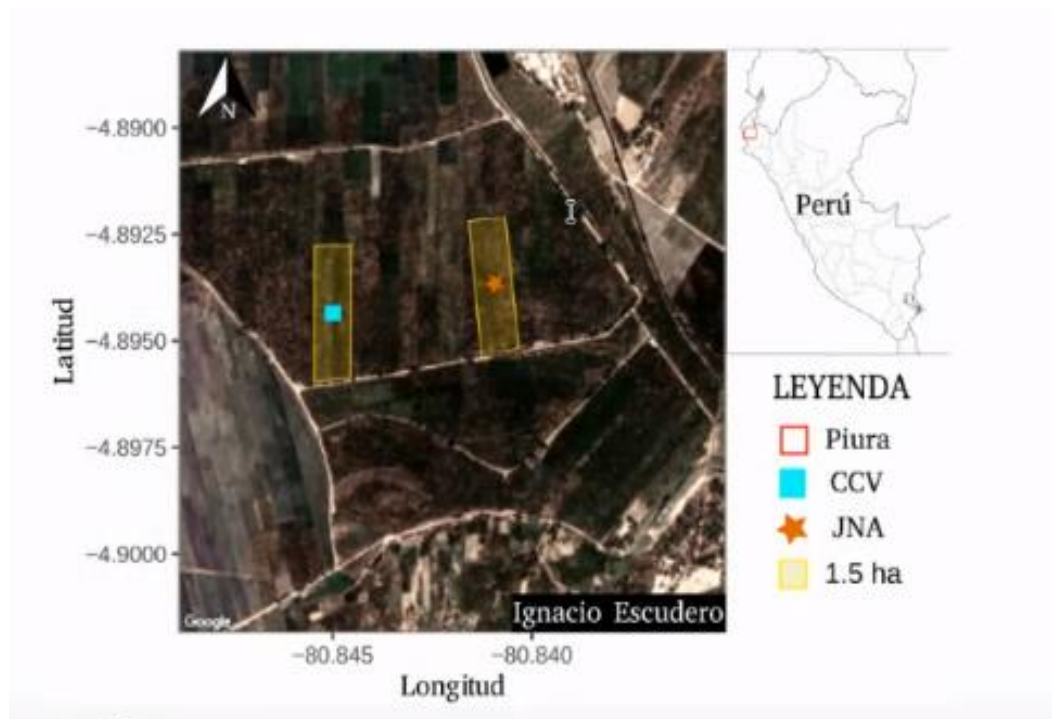 N
−4.8900
−4.8925
−4.8950
−4.8975
−4.9000
Latitud
Google
Ignacio Escudero
−80.845
−80.840
Longitud
Perú
LEYENDA
Piura
CCV
JNA
1.5 ha